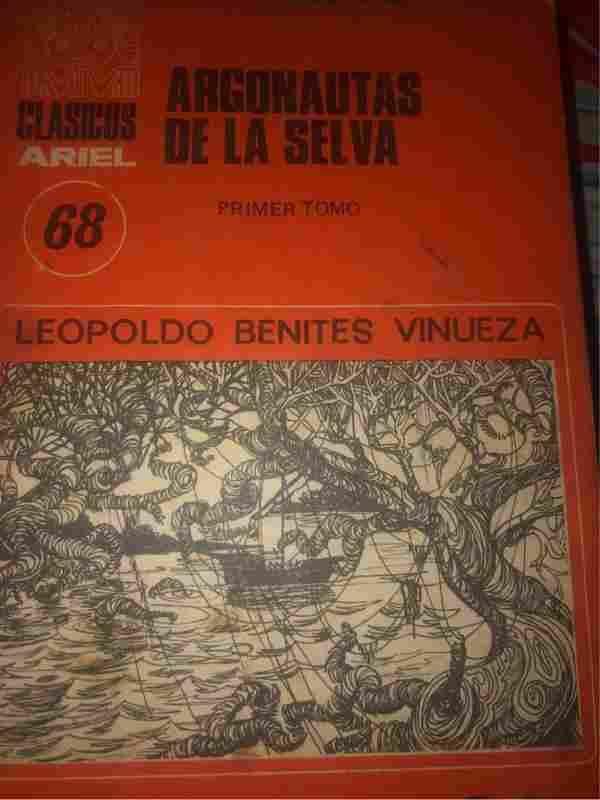 CLASICOS
ARIEL
ARGONAUTAS
DE LA SELVA
PRIMER TOMO
68
LEOPOLDO BENITES VINUEZA